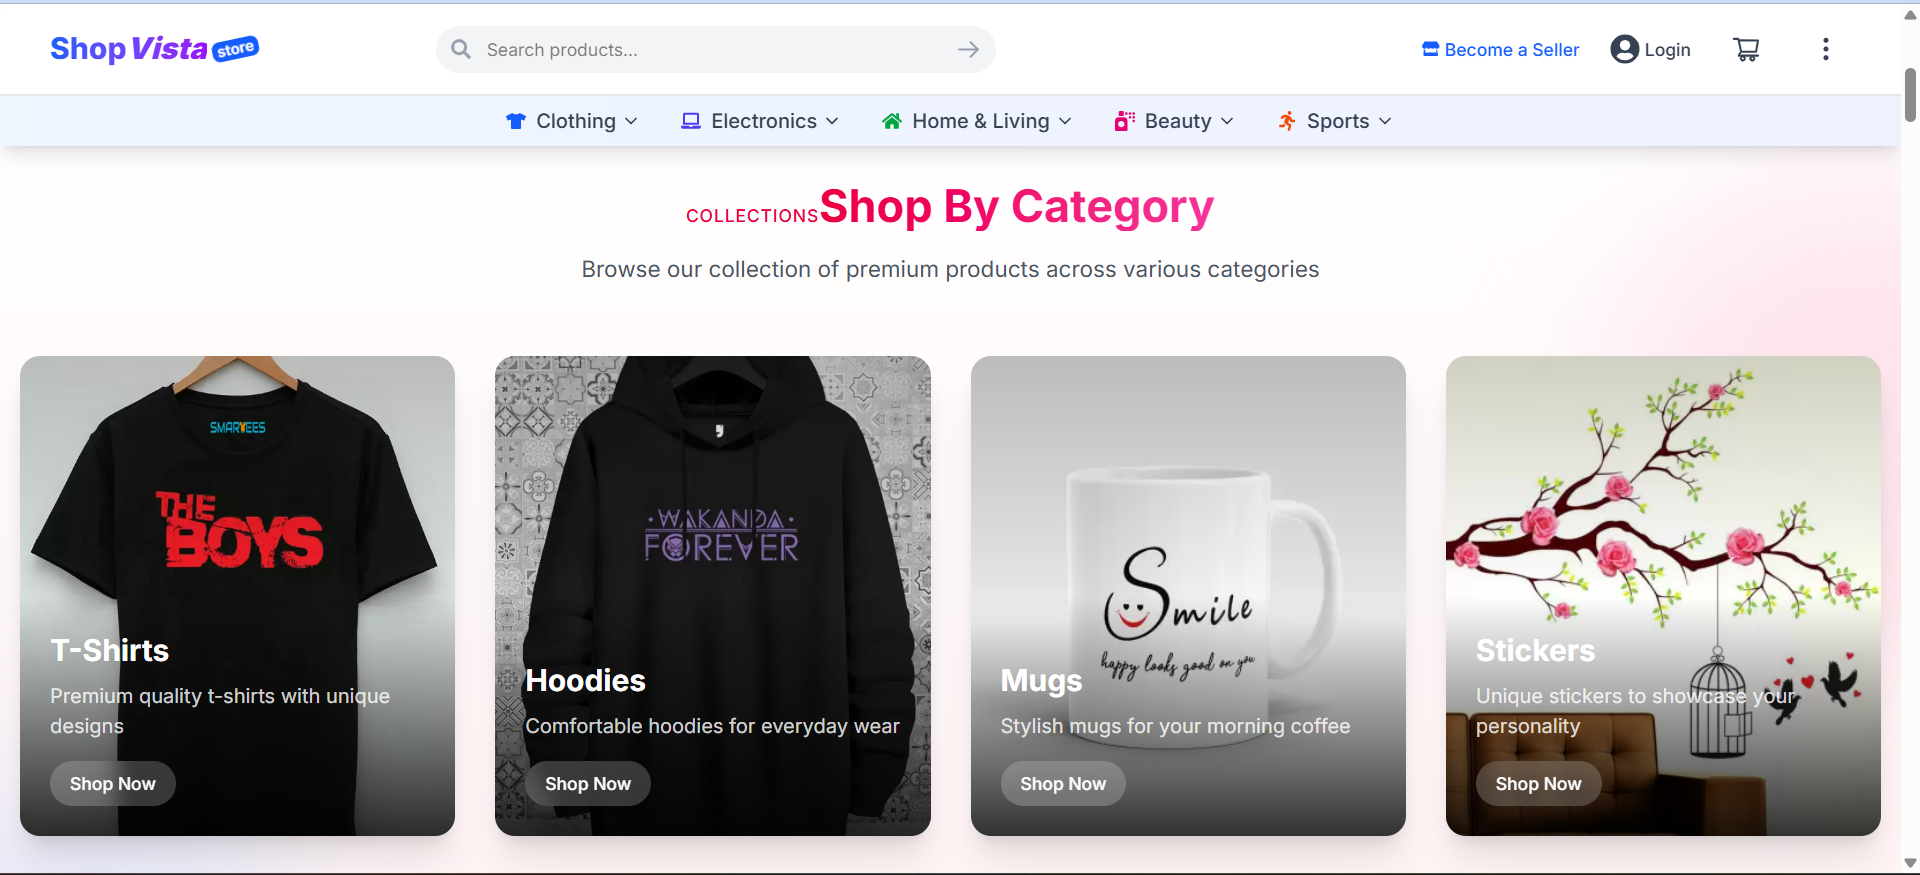 Shop Vista store
Search products...
Become a Seller
Login
Clothing
Electronics
Home & Living
Beauty
Sports
COLLECTIONS Shop By Category
Browse our collection of premium products across various categories
SMARTEES
THE
BOYS
T-Shirts
Premium quality t-shirts with unique
designs
Shop Now
WAKANDA
FOREVER
Hoodies
Comfortable hoodies for everyday wear
Shop Now
Smile
happy looks good on you
Mugs
Stylish mugs for your morning coffee
Shop Now
Stickers
Unique stickers to showcase your
personality
Shop Now